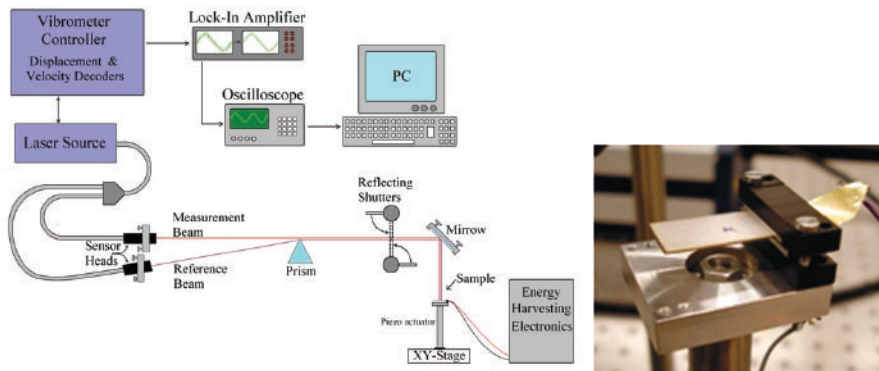 Vibrometer
Controller
Displacement &
Velocity Decoders
Lock-In Amplifier
Oscilloscope
PC
Laser Source
Reflecting
Shutters
Measurement
Beam
Mirrow
Sensor
Heads
Reference
Beam
Prism
Sample
Piezo actuator
XY-Stage
Energy
Harvesting
Electronics